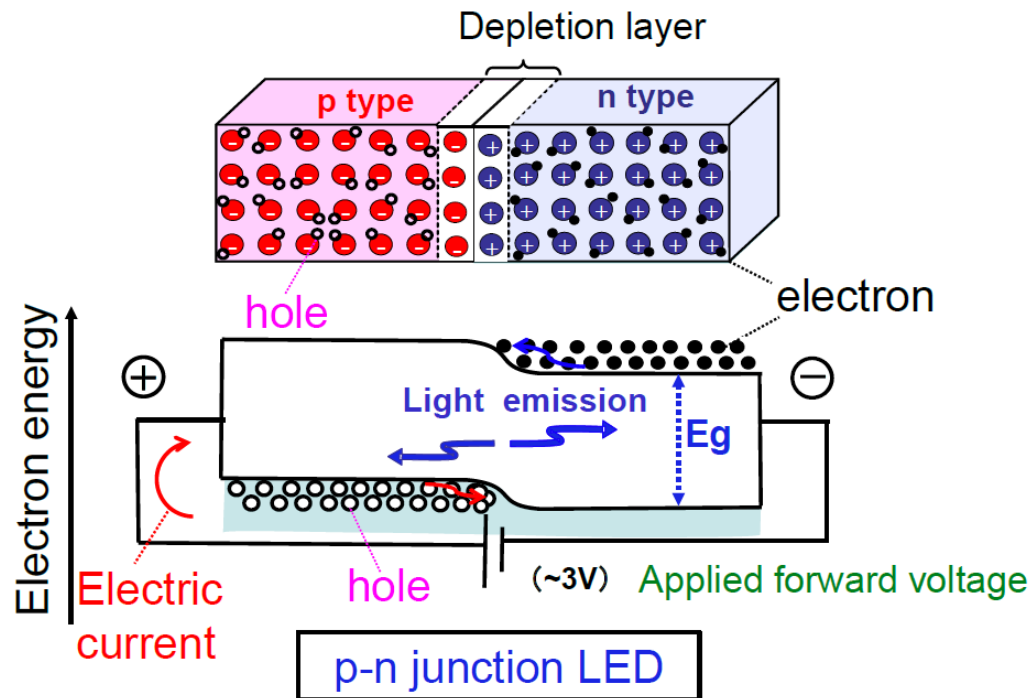 Depletion layer
p type
n type
hole
electron
Electron energy
+
−
Light emission
Eg
Electric
current
hole
(~3V)
Applied forward voltage
p-n junction LED